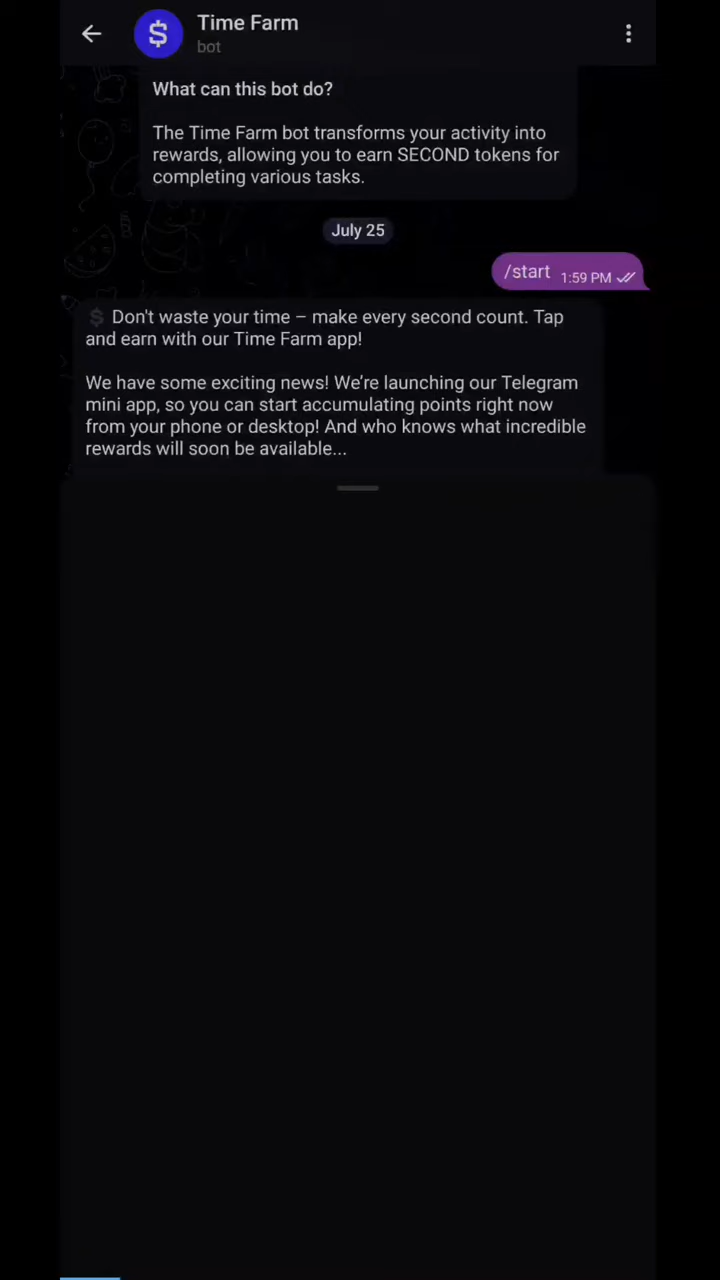 Time Farm
bot
What can this bot do?
The Time Farm bot transforms your activity into
rewards, allowing you to earn SECOND tokens for
completing various tasks.
July 25
/start 1:59 PM
Don't waste your time – make every second count. Tap
and earn with our Time Farm app!
We have some exciting news! We're launching our Telegram
mini app, so you can start accumulating points right now
from your phone or desktop! And who knows what incredible
rewards will soon be available...